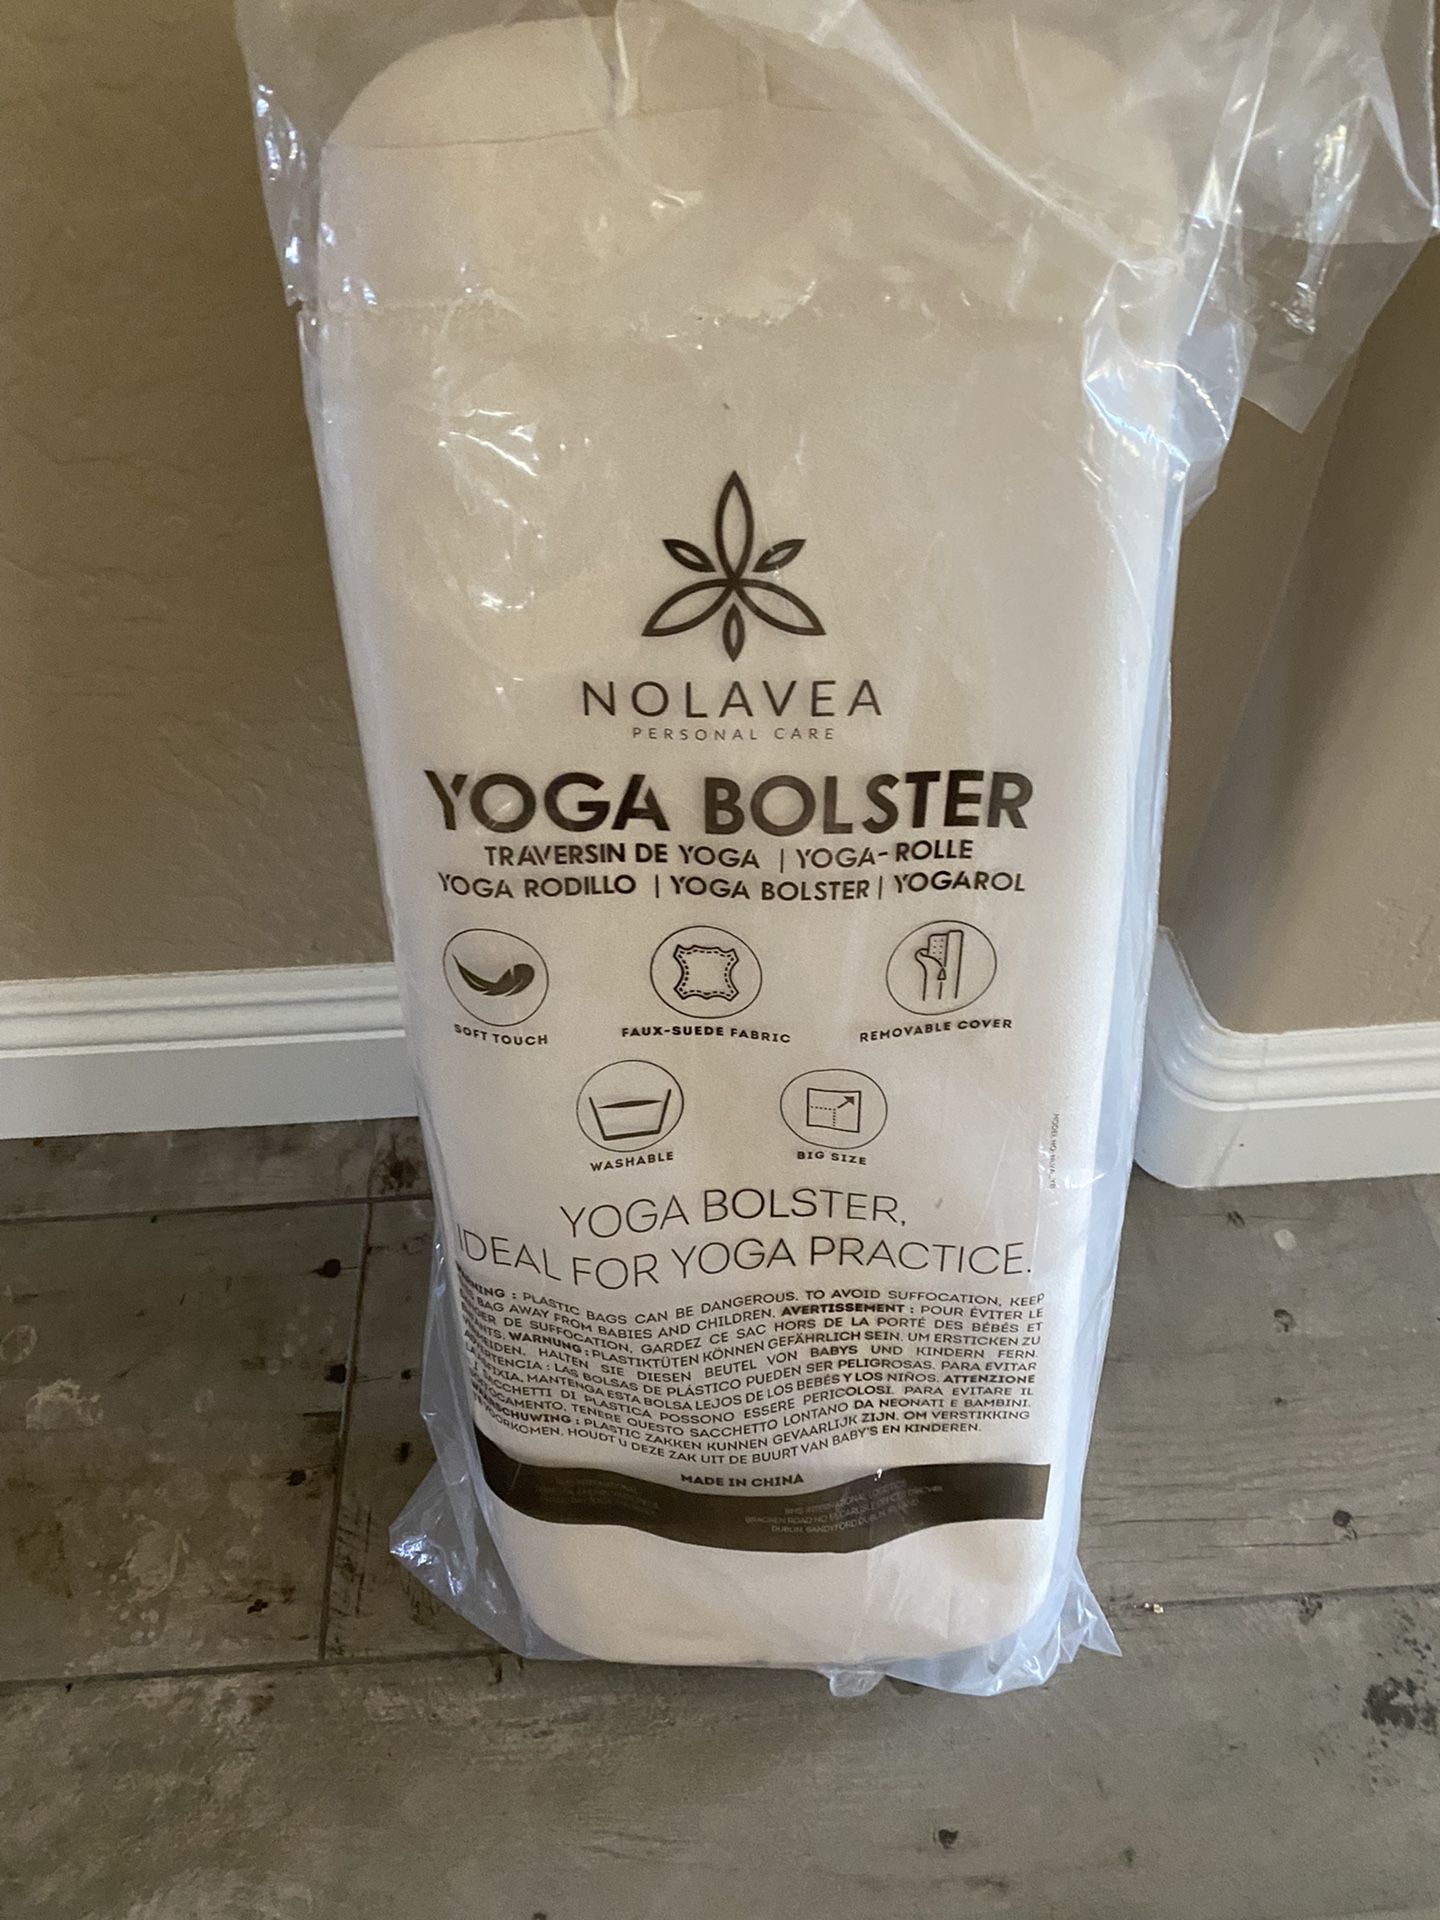 NOLAVEA
PERSONAL CARE
YOGA BOLSTER
TRAVERSIN DE YOGA | YOGA-ROLLE
YOGA RODILLO | YOGA BOLSTER | YOGAROL
SOFT TOUCH
FAUX-SUEDE FABRIC
REMOVABLE COVER
WASHABLE
BIG SIZE
YOGA BOLSTER,
IDEAL FOR YOGA PRACTICE.
: PLASTIC BAGS CAN BE DANGEROUS. TO AVOID SUFFOCATION, KEEP
BAG AWAY FROM BABIES AND CHILDREN. AVERTISSEMENT : POUR ÉVITER LE
DE SUFFOCATION, GARDEZ CE SAC HORS DE LA PORTÉE DES BÉBÉS ET
WARNUNG : PLASTIKTÜTEN KÖNNEN GEFÄHRLICH SEIN. UM ERSTICKEN ZU
HALTEN SIE DIESEN BEUTEL VON BABYS UND KINDERN FERN.
: LAS BOLSAS DE PLÁSTICO PUEDEN SER PELIGROSAS. PARA EVITAR
MANTENGA ESTA BOLSA LEJOS DE LOS BEBÉS Y LOS NIÑOS. ATTENZIONE
SACCHETTI DI PLASTICA POSSONO ESSERE PERICOLOSI. PARA EVITARE IL
TENERE QUESTO SACCHETTO LONTANO DA NEONATI E BAMBINI.
: PLASTIC ZAKKEN KUNNEN GEVAARLIJK ZIJN. OM VERSTIKKING
HOUDT U DEZE ZAK UIT DE BUURT VAN BABY'S EN KINDEREN.
MADE IN CHINA